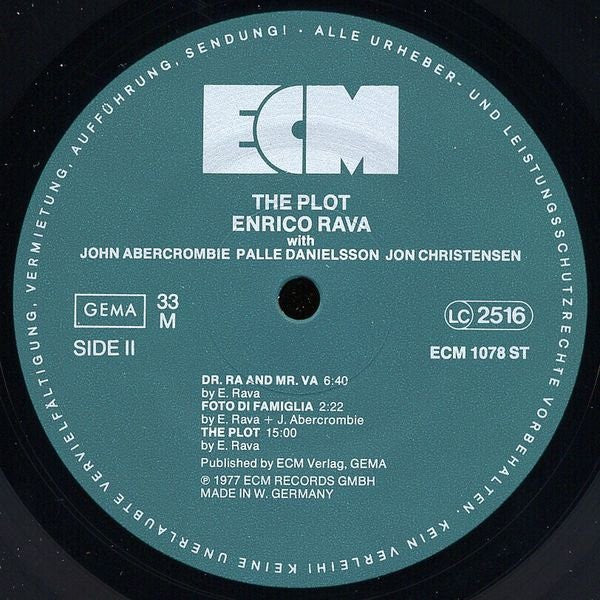 ALLE URHEBER- UND LEISTUNGSSCHUTZRECHTE VORBEHALTEN. KEIN VERLEIH! KEINE UNERLAUBTE VERVIELFÄLTIGUNG, VERMIETUNG, AUFFÜHRUNG, SENDUNG! ·
ECM
THE PLOT
ENRICO RAVA
with
JOHN ABERCROMBIE PALLE DANIELSSON JON CHRISTENSEN
GEMA 33 LC 2516
M
SIDE II ECM 1078 ST
DR. RA AND MR. VA 6:40
by E. Rava
FOTO DI FAMIGLIA 2:22
by E. Rava + J. Abercrombie
THE PLOT 15:00
by E. Rava
Published by ECM Verlag, GEMA
℗ 1977 ECM RECORDS GMBH
MADE IN W. GERMANY